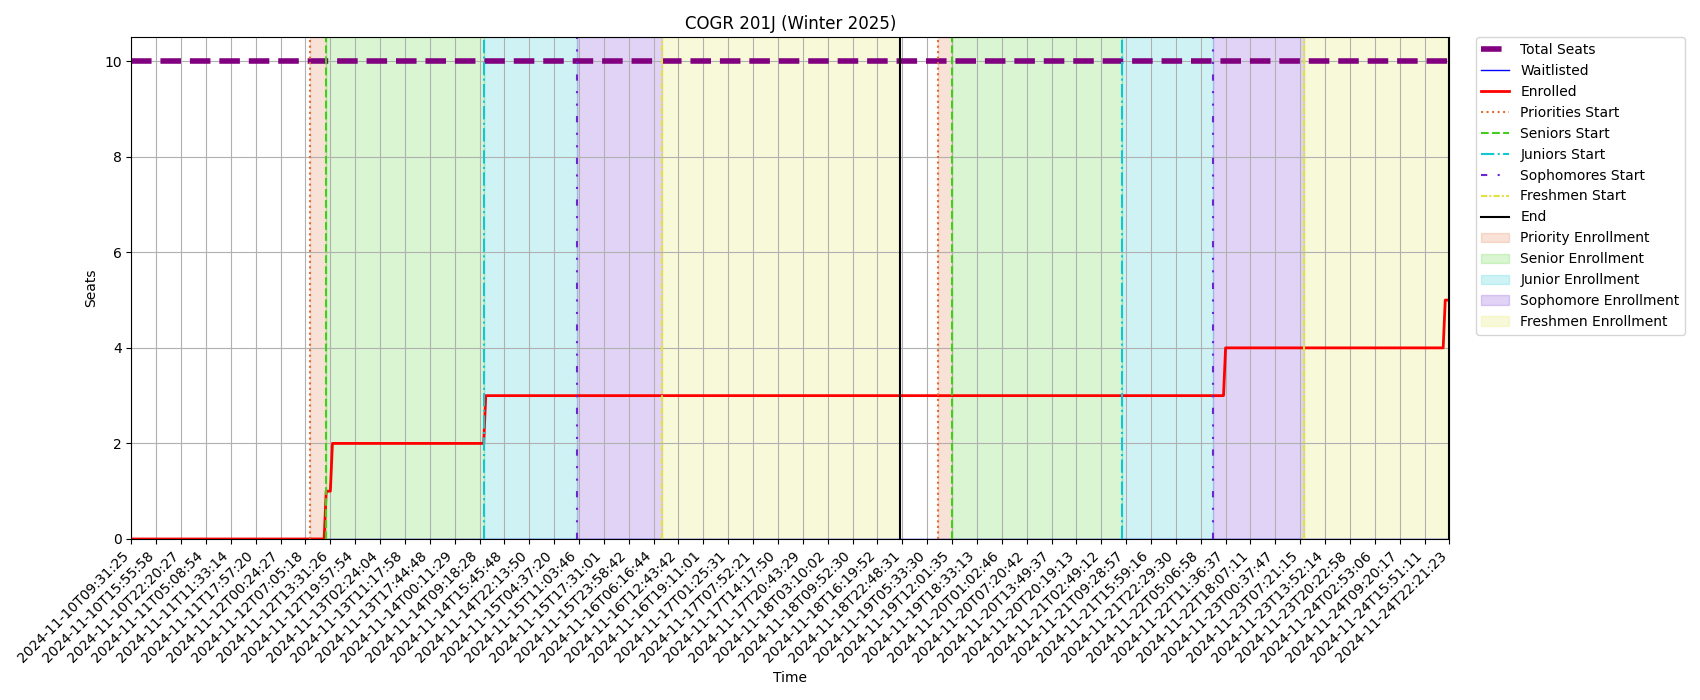 COGR 201J (Winter 2025)
10
8
6
4
2
0
Seats
2024-11-10T09:31:25
2024-11-10T15:55:58
2024-11-10T22:20:27
2024-11-11T05:08:54
2024-11-11T11:33:14
2024-11-11T17:57:20
2024-11-12T00:24:27
2024-11-12T07:05:18
2024-11-12T13:31:26
2024-11-12T19:57:54
2024-11-13T02:24:04
2024-11-13T11:17:58
2024-11-13T17:44:48
2024-11-14T00:11:29
2024-11-14T09:18:28
2024-11-14T15:45:48
2024-11-14T22:13:50
2024-11-15T04:37:20
2024-11-15T11:03:46
2024-11-15T17:31:01
2024-11-15T23:58:42
2024-11-16T06:16:44
2024-11-16T12:43:42
2024-11-16T19:11:01
2024-11-17T01:25:31
2024-11-17T07:52:21
2024-11-17T14:17:50
2024-11-17T20:43:29
2024-11-18T03:10:02
2024-11-18T09:52:30
2024-11-18T16:19:52
2024-11-18T22:48:31
2024-11-19T05:33:30
2024-11-19T12:01:35
2024-11-19T18:33:13
2024-11-20T01:02:46
2024-11-20T07:20:42
2024-11-20T13:49:37
2024-11-20T20:19:13
2024-11-21T02:49:12
2024-11-21T09:28:57
2024-11-21T15:59:16
2024-11-21T22:29:30
2024-11-22T05:06:58
2024-11-22T11:36:37
2024-11-22T18:07:11
2024-11-23T00:37:47
2024-11-23T07:21:15
2024-11-23T13:52:14
2024-11-23T20:22:58
2024-11-24T02:53:06
2024-11-24T09:20:17
2024-11-24T15:51:11
2024-11-24T22:21:23
Time
Total Seats
Waitlisted
Enrolled
Priorities Start
Seniors Start
Juniors Start
Sophomores Start
Freshmen Start
End
Priority Enrollment
Senior Enrollment
Junior Enrollment
Sophomore Enrollment
Freshmen Enrollment